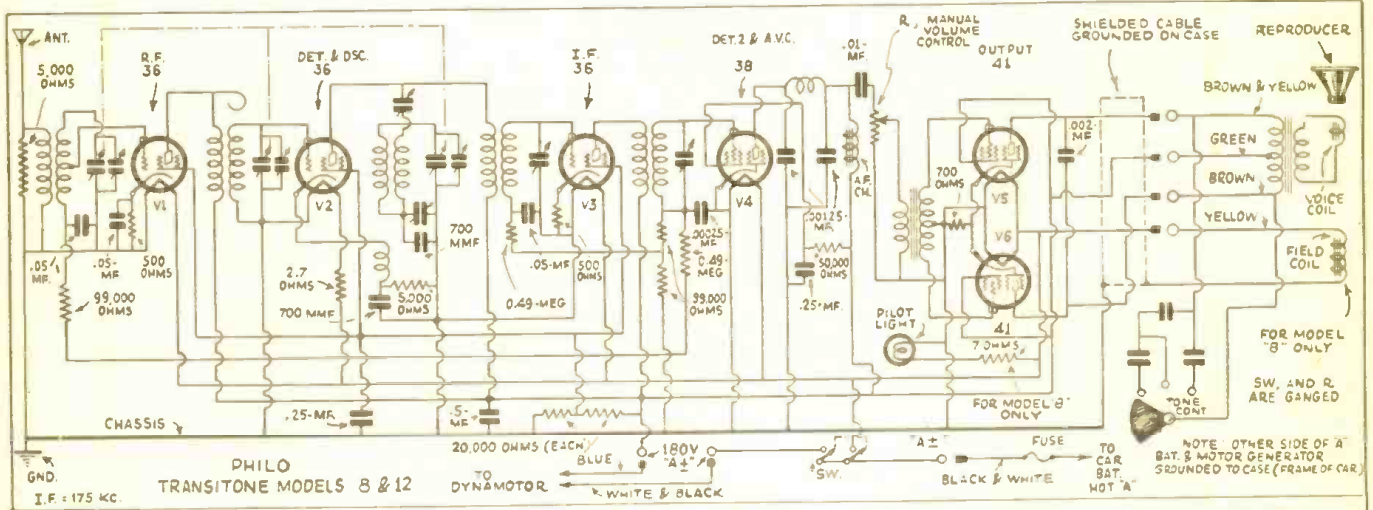 ANT.
5,000
OHMS
R.F.
36
DET. & OSC.
36
I.F.
36
DET. 2 & A.V.C.
38
.01-
MF.
R, MANUAL
VOLUME
CONTROL
OUTPUT
41
SHIELDED CABLE
GROUNDED ON CASE
REPRODUCER
BROWN & YELLOW
GREEN
BROWN
YELLOW
VOICE
COIL
FIELD
COIL
FOR MODEL
"8" ONLY
.002-
MF.
700
OHMS
V1
V2
V3
V4
V5
V6
A.F.
CH.
.05
MF.
.05-
MF.
500
OHMS
99,000
OHMS
2.7
OHMS
700 MMF
5,000
OHMS
700
MMF
0.49-MEG
.05-MF.
500
OHMS
.00025-
MF.
0.49-
MEG
99,000
OHMS
.00125-
MF.
50,000
OHMS
.25-MF.
PILOT
LIGHT
41
7 OHMS
FOR MODEL "8"
ONLY
SW. AND R
ARE GANGED
TONE
CONT
CHASSIS
.25-MF.
.5-
MF.
20,000 OHMS (EACH)
BLUE
180V
"A±"
TO
DYNAMOTOR
WHITE & BLACK
SW.
"A±"
FUSE
BLACK & WHITE
TO
CAR
BAT.
HOT "A"
NOTE: OTHER SIDE OF "A"
BAT. & MOTOR GENERATOR
GROUNDED TO CASE (FRAME OF CAR.)
GND.
I.F. = 175 KC.
PHILO
TRANSITONE MODELS 8 & 12